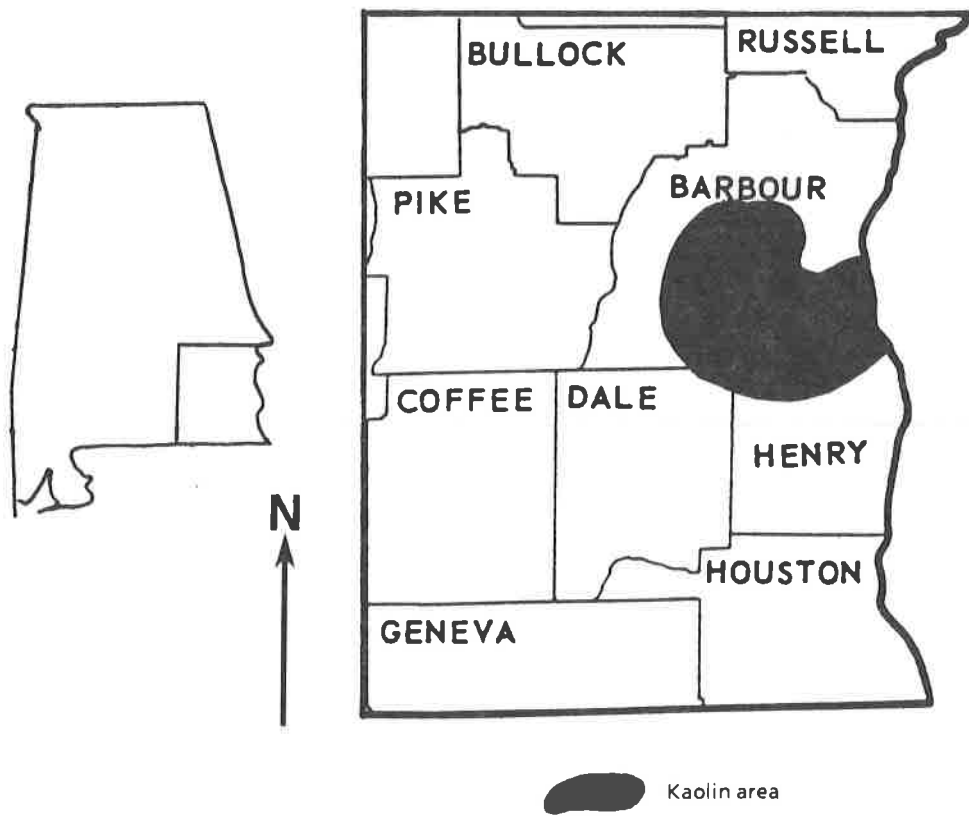 BULLOCK
RUSSELL
PIKE
BARBOUR
COFFEE
DALE
HENRY
N
HOUSTON
GENEVA
Kaolin area